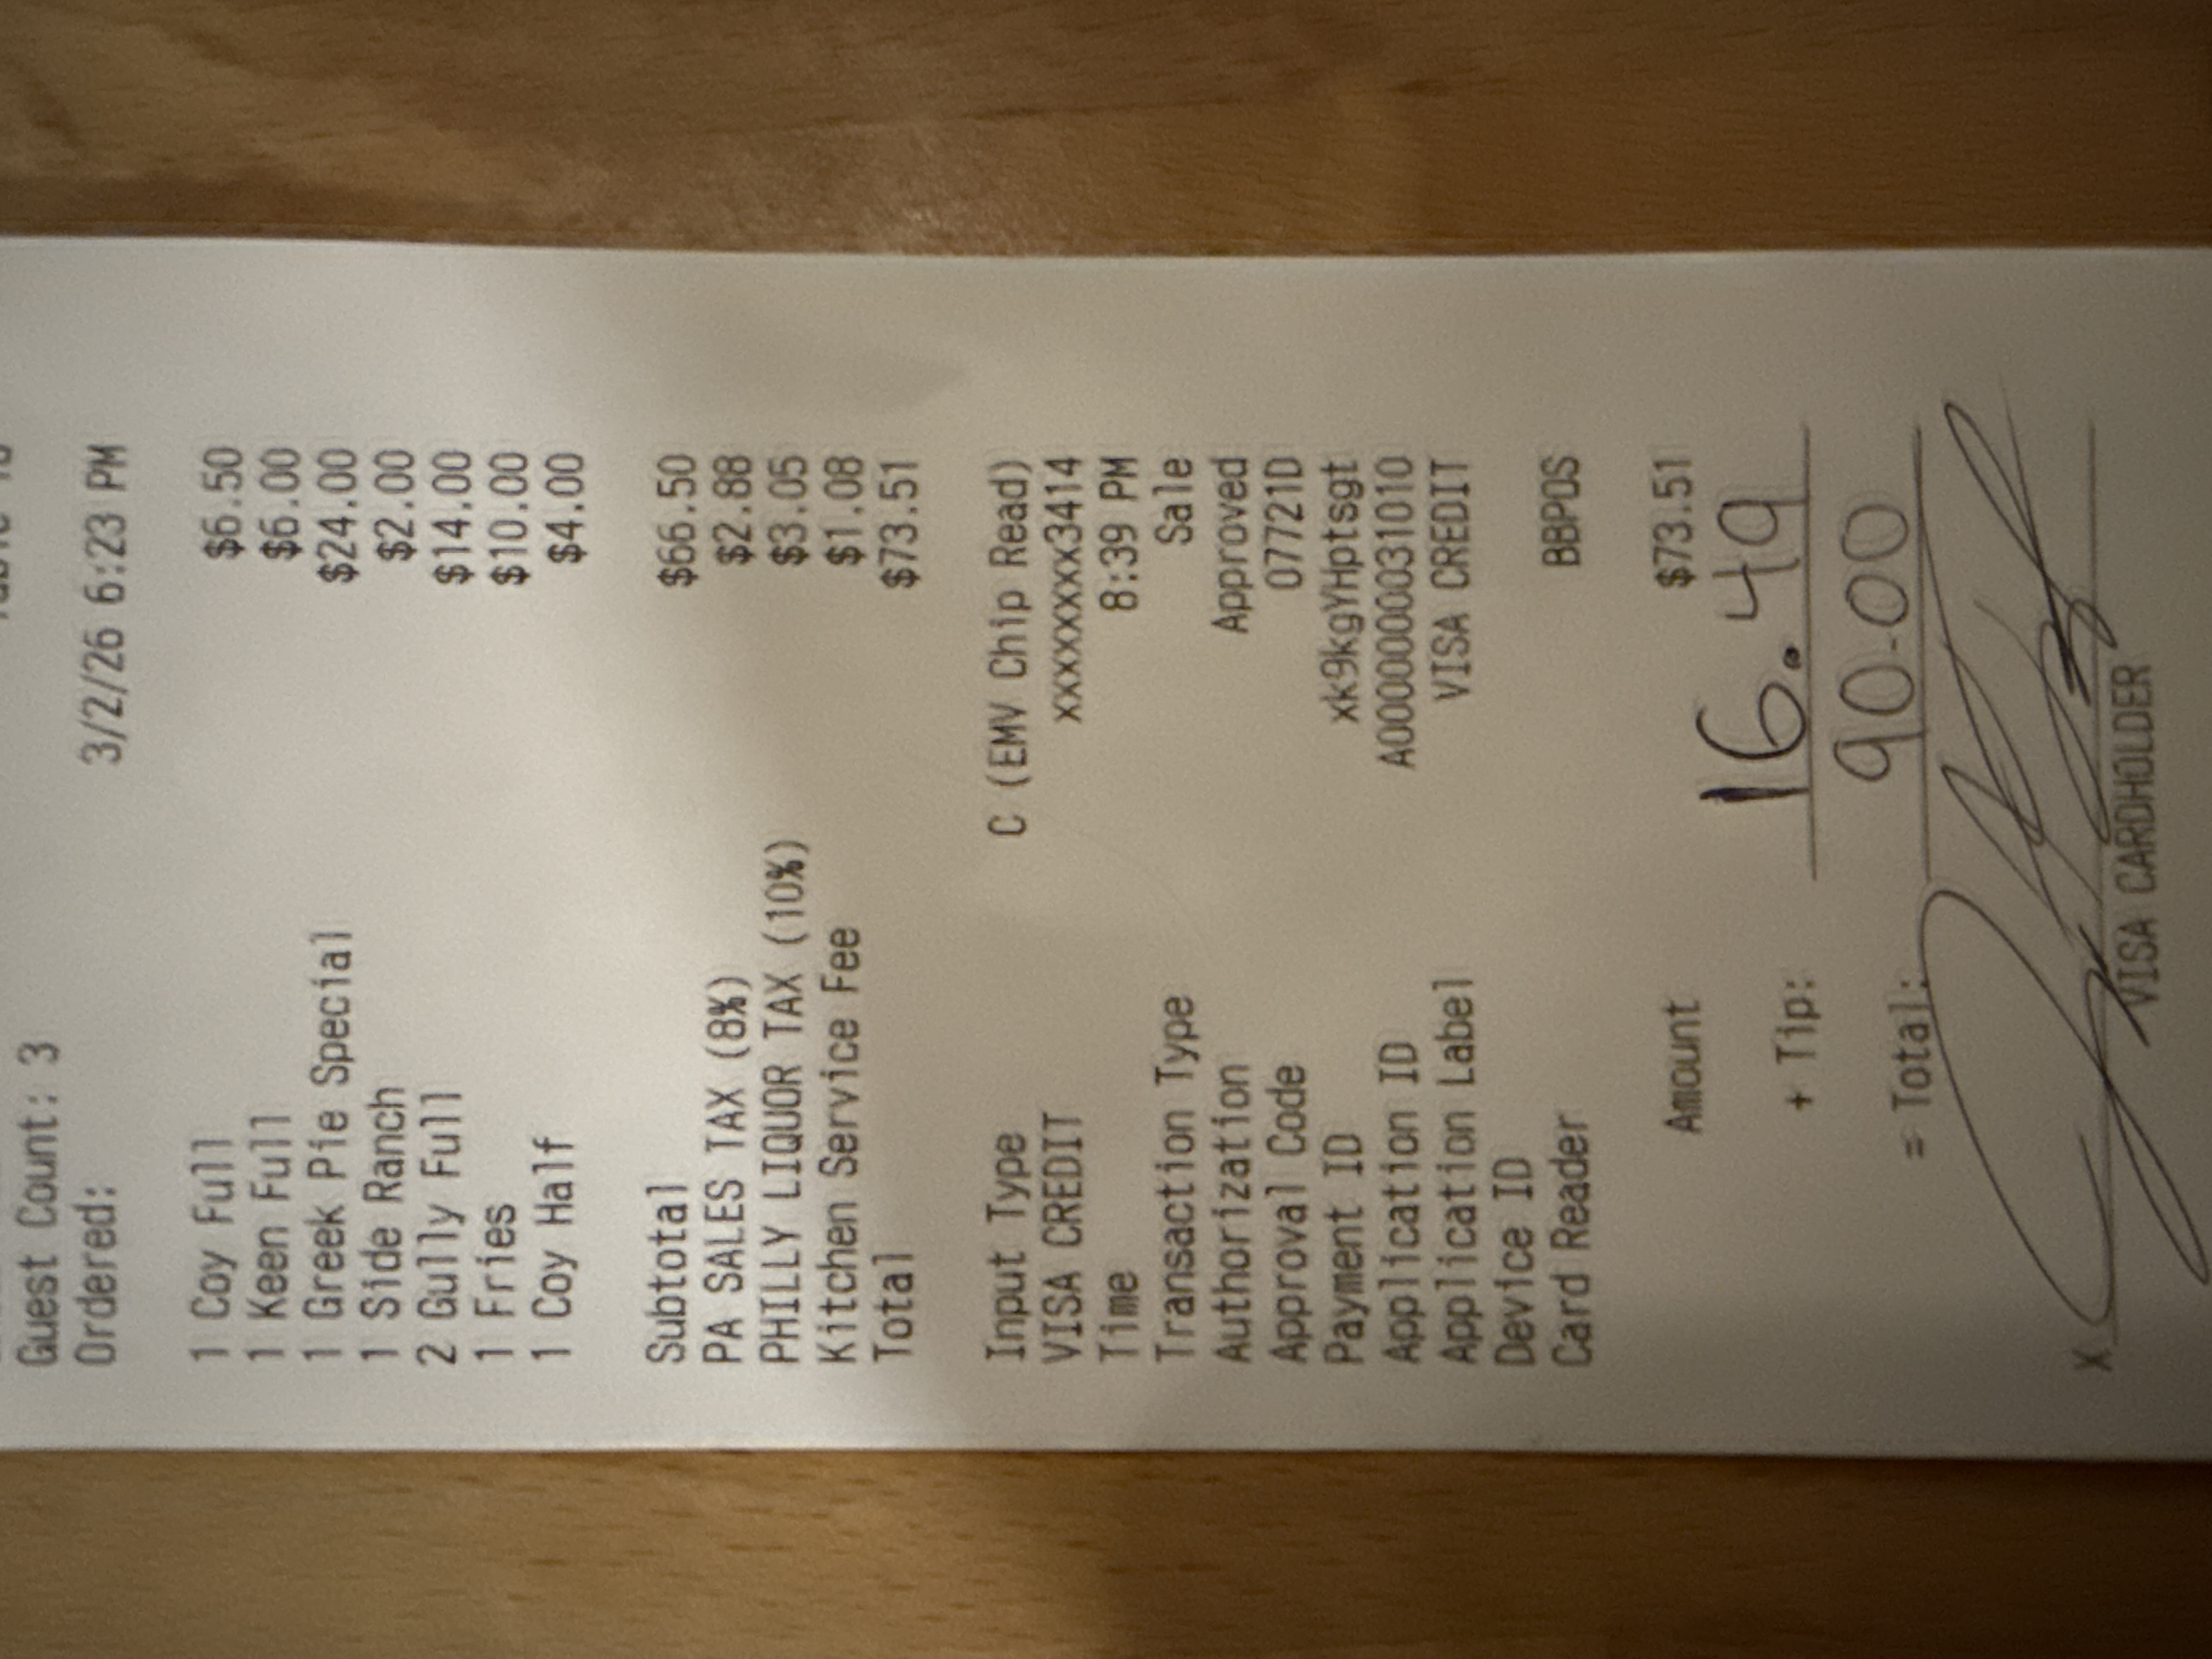 Guest Count: 3
Ordered: 3/2/26 6:23 PM
1 Coy Full $6.50
1 Keen Full $6.00
1 Greek Pie Special $24.00
1 Side Ranch $2.00
2 Gully Full $14.00
1 Fries $10.00
1 Coy Half $4.00
Subtotal $66.50
PA SALES TAX (8%) $2.88
PHILLY LIQUOR TAX (10%) $3.05
Kitchen Service Fee $1.08
Total $73.51
Input Type C (EMV Chip Read)
VISA CREDIT xxxxxxxx3414
Time 8:39 PM
Transaction Type Sale
Authorization Approved
Approval Code 07721D
Payment ID xk9kgYHptsgt
Application ID A0000000031010
Application Label VISA CREDIT
Device ID
Card Reader BBPOS
Amount $73.51
+ Tip: 16.49
= Total: 90.00
x
VISA CARDHOLDER